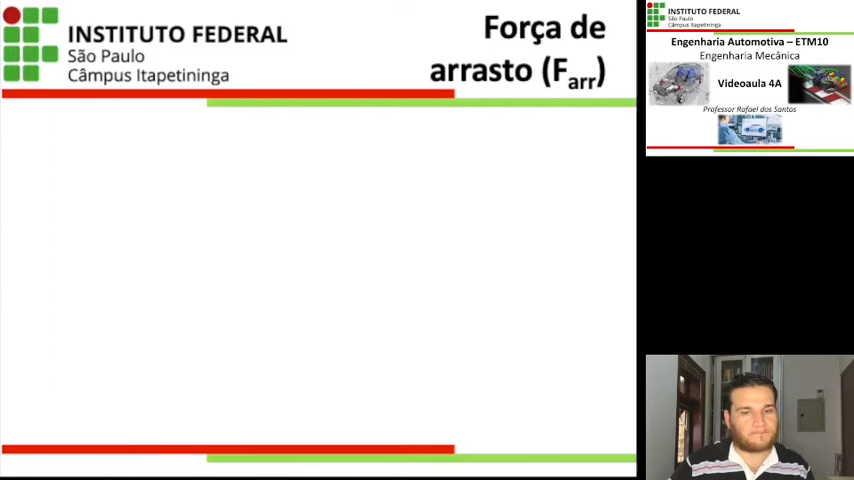 INSTITUTO FEDERAL
São Paulo
Câmpus Itapetininga
Força de
arrasto (Farr)
INSTITUTO FEDERAL
São Paulo
Câmpus Itapetininga
Engenharia Automotiva – ETM10
Engenharia Mecânica
Videoaula 4A
Professor Rafael dos Santos